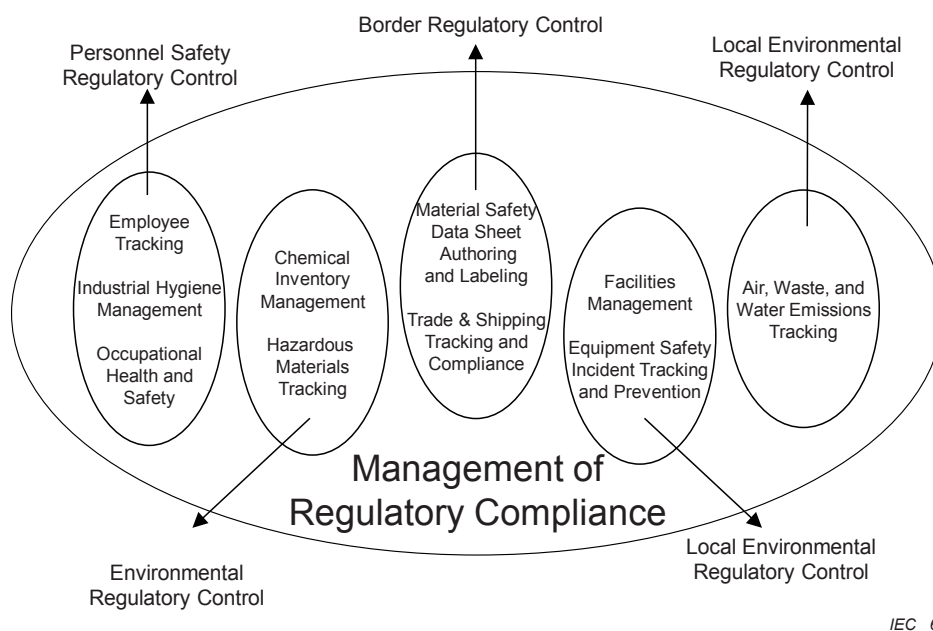 Border Regulatory Control
Personnel Safety
Regulatory Control
Local Environmental
Regulatory Control
Employee
Tracking
Industrial Hygiene
Management
Occupational
Health and
Safety
Chemical
Inventory
Management
Hazardous
Materials
Tracking
Material Safety
Data Sheet
Authoring
and Labeling
Trade & Shipping
Tracking and
Compliance
Facilities
Management
Equipment Safety
Incident Tracking
and Prevention
Air, Waste, and
Water Emissions
Tracking
Management of
Regulatory Compliance
Environmental
Regulatory Control
Local Environmental
Regulatory Control
IEC